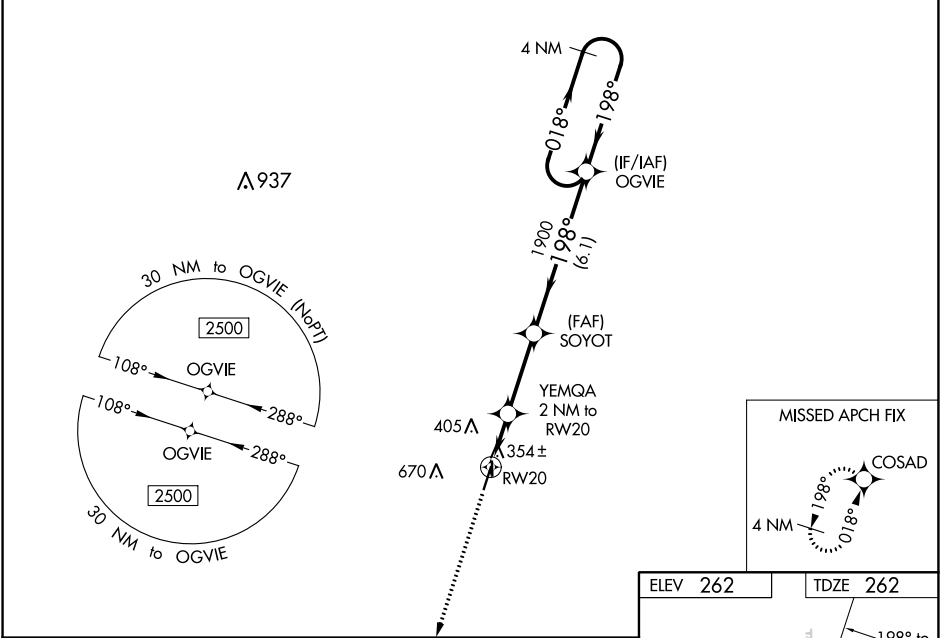 4 NM
018°
198°
(IF/IAF)
OGVIE
937
1900
198°
(6.1)
30 NM to OGVIE (NoPT)
2500
108°
OGVIE
288°
108°
OGVIE
288°
2500
30 NM to OGVIE
(FAF)
SOYOT
YEMQA
2 NM to
RW20
405
354 ±
670
RW20
MISSED APCH FIX
COSAD
198°
018°
4 NM
ELEV 262
TDZE 262
198° to